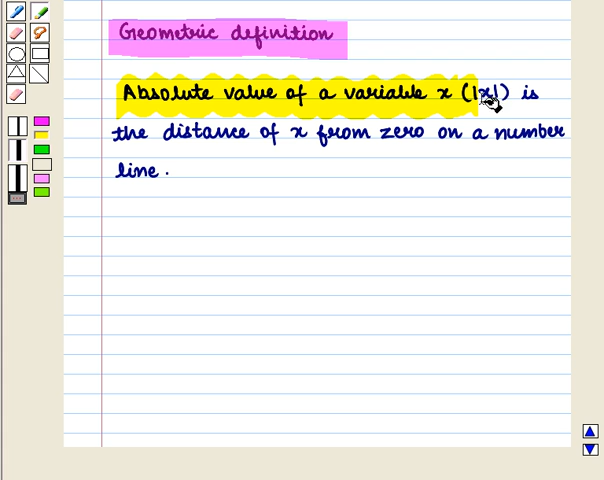 Geometric definition
Absolute value of a variable x (|x|) is
the distance of x from zero on a number
line.